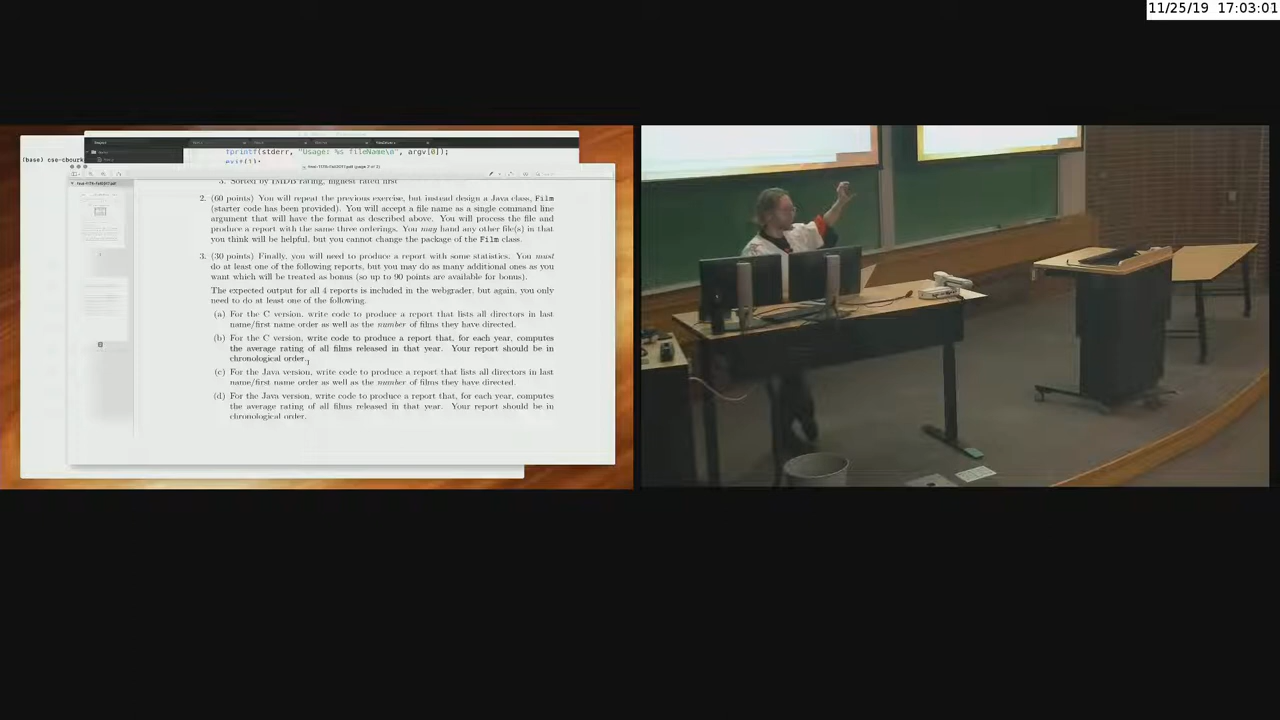 11/25/19 17:03:01
(base) cse-cbourk
fprintf(stderr, "Usage: %s fileName\n", argv[0]);
exit(1);
3. Sorted by IMDB rating, highest rated first
2. (60 points) You will repeat the previous exercise, but instead design a Java class, Film
(starter code has been provided). You will accept a file name as a single command line
argument that will have the format as described above. You will process the file and
produce a report with the same three orderings. You may hand any other file(s) in that
you think will be helpful, but you cannot change the package of the Film class.
3. (30 points) Finally, you will need to produce a report with some statistics. You must
do at least one of the following reports, but you may do as many additional ones as you
want which will be treated as bonus (so up to 90 points are available for bonus).
The expected output for all 4 reports is included in the webgrader, but again, you only
need to do at least one of the following.
(a) For the C version, write code to produce a report that lists all directors in last
name/first name order as well as the number of films they have directed.
(b) For the C version, write code to produce a report that, for each year, computes
the average rating of all films released in that year. Your report should be in
chronological order.
(c) For the Java version, write code to produce a report that lists all directors in last
name/first name order as well as the number of films they have directed.
(d) For the Java version, write code to produce a report that, for each year, computes
the average rating of all films released in that year. Your report should be in
chronological order.